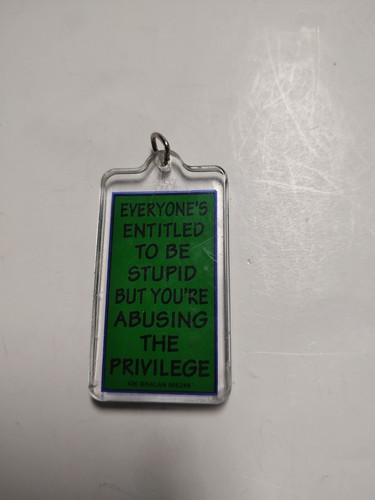 EVERYONE'S
ENTITLED
TO BE
STUPID
BUT YOU'RE
ABUSING
THE
PRIVILEGE